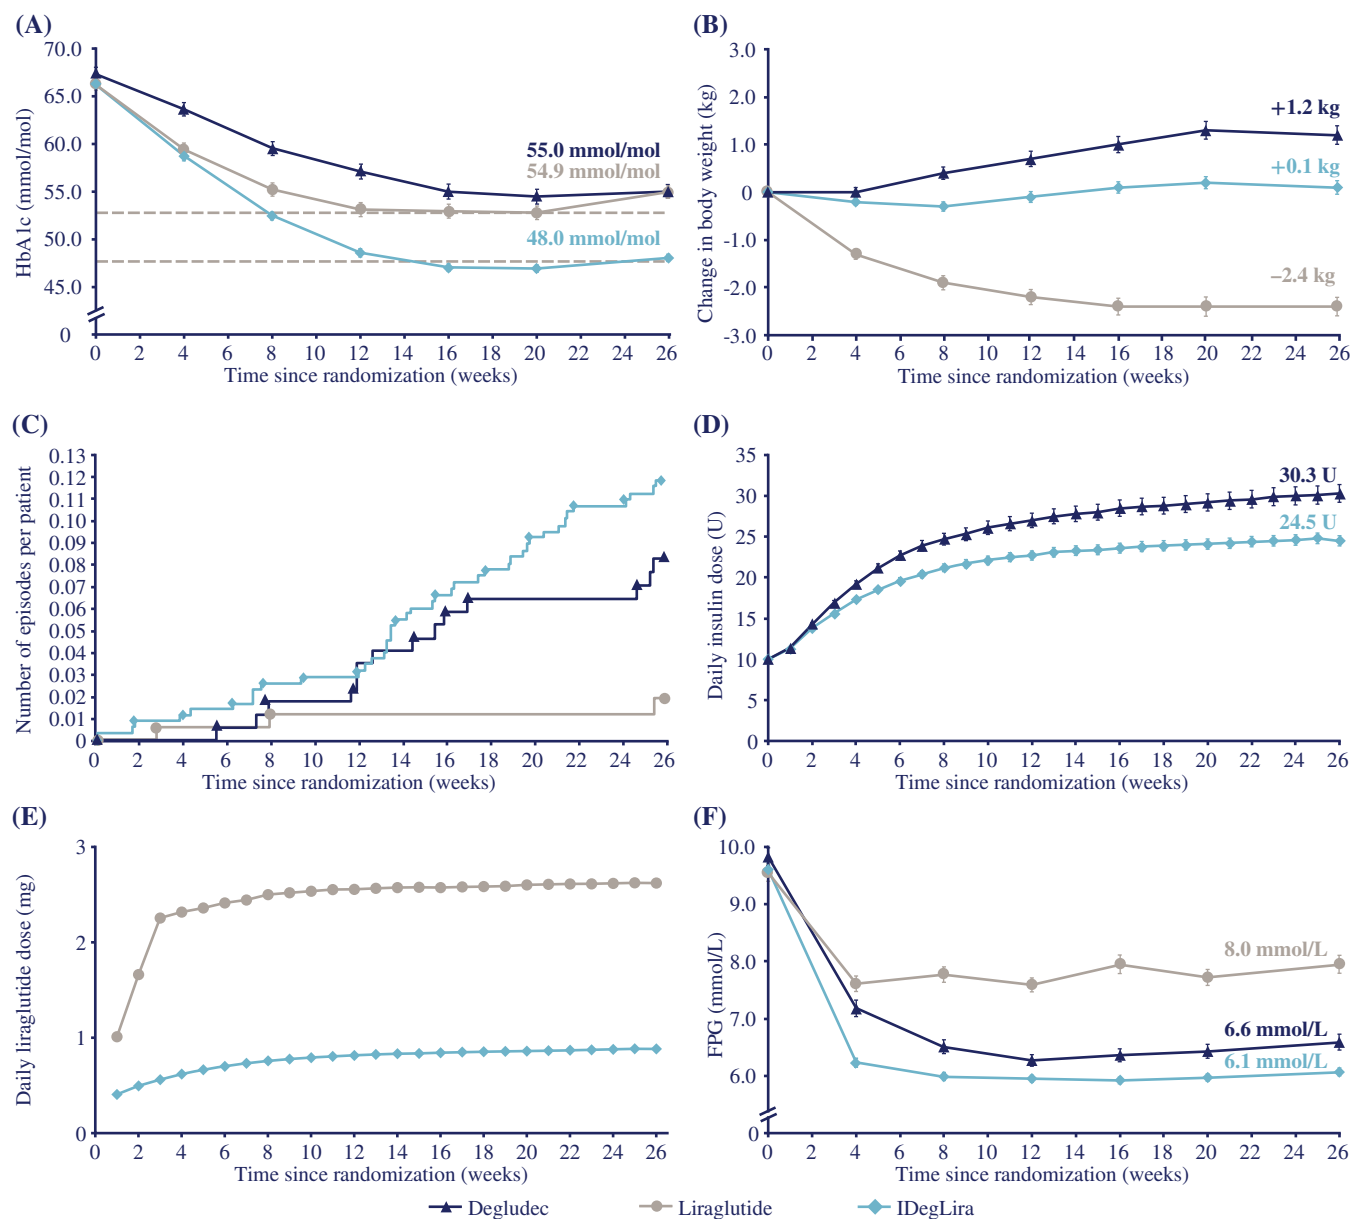 (A)
70.0
65.0
60.0
55.0
50.0
45.0
0
HbA1c (mmol/mol)
55.0 mmol/mol
54.9 mmol/mol
48.0 mmol/mol
0 2 4 6 8 10 12 14 16 18 20 22 24 26
Time since randomization (weeks)
(B)
3.0
2.0
1.0
0
-1.0
-2.0
-3.0
Change in body weight (kg)
+1.2 kg
+0.1 kg
−2.4 kg
0 2 4 6 8 10 12 14 16 18 20 22 24 26
Time since randomization (weeks)
(C)
0.13
0.12
0.11
0.10
0.09
0.08
0.07
0.06
0.05
0.04
0.03
0.02
0.01
0
Number of episodes per patient
0 2 4 6 8 10 12 14 16 18 20 22 24 26
Time since randomization (weeks)
(D)
35
30
25
20
15
10
5
0
Daily insulin dose (U)
30.3 U
24.5 U
0 2 4 6 8 10 12 14 16 18 20 22 24 26
Time since randomization (weeks)
(E)
3
2
1
0
Daily liraglutide dose (mg)
0 2 4 6 8 10 12 14 16 18 20 22 24 26
Time since randomization (weeks)
(F)
10.0
9.0
8.0
7.0
6.0
0
FPG (mmol/L)
8.0 mmol/L
6.6 mmol/L
6.1 mmol/L
0 2 4 6 8 10 12 14 16 18 20 22 24 26
Time since randomization (weeks)
Degludec Liraglutide IDegLira